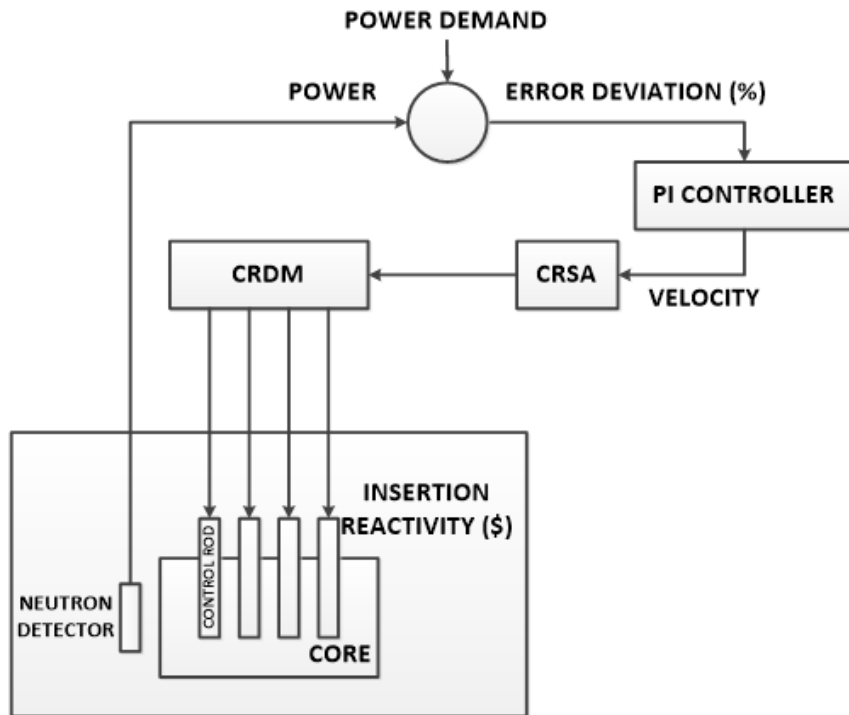 POWER DEMAND
POWER
ERROR DEVIATION (%)
PI CONTROLLER
CRDM
CRSA
VELOCITY
INSERTION
REACTIVITY ($)
CONTROL ROD
NEUTRON
DETECTOR
CORE